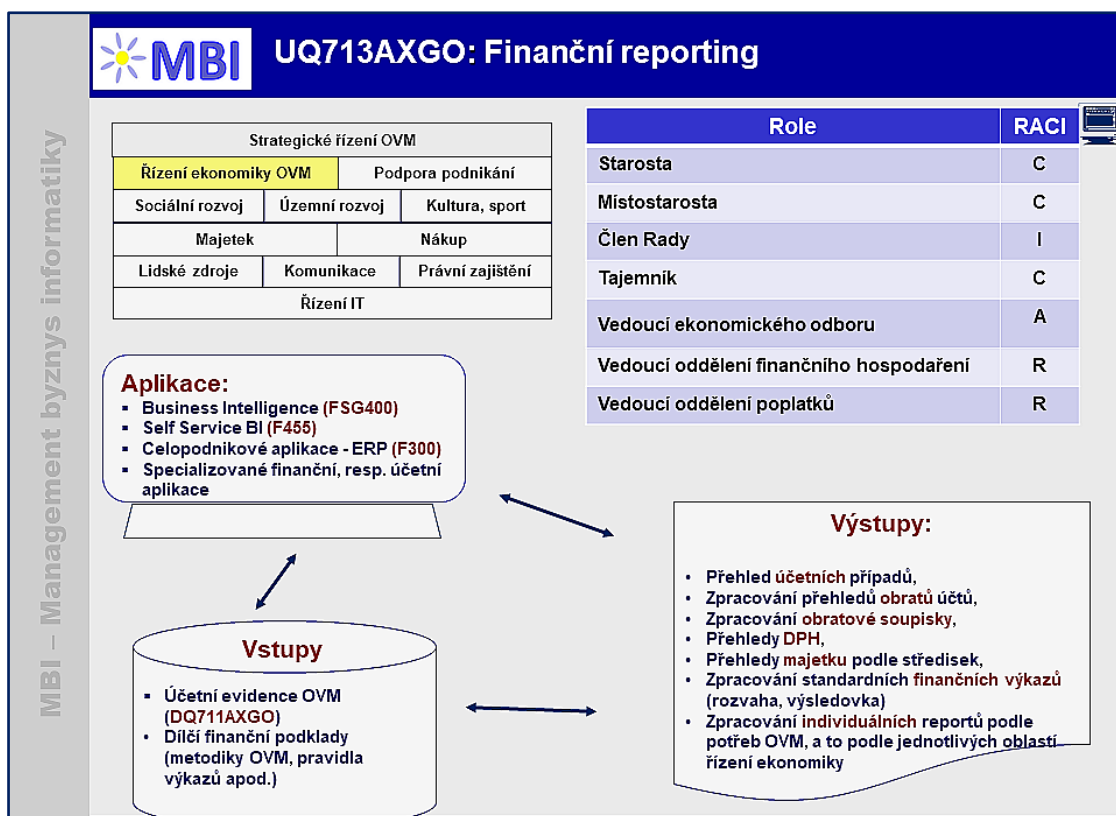 MBI – Management byznys informatiky
MBI
UQ713AXGO: Finanční reporting
Strategické řízení OVM
Řízení ekonomiky OVM
Podpora podnikání
Sociální rozvoj
Územní rozvoj
Kultura, sport
Majetek
Nákup
Lidské zdroje
Komunikace
Právní zajištění
Řízení IT
Role RACI
Starosta C
Místostarosta C
Člen Rady I
Tajemník C
Vedoucí ekonomického odboru A
Vedoucí oddělení finančního hospodaření R
Vedoucí oddělení poplatků R
Aplikace:
▪ Business Intelligence (FSG400)
▪ Self Service BI (F455)
▪ Celopodnikové aplikace - ERP (F300)
▪ Specializované finanční, resp. účetní
aplikace
Vstupy
▪ Účetní evidence OVM
(DQ711AXGO)
• Dílčí finanční podklady
(metodiky OVM, pravidla
výkazů apod.)
Výstupy:
• Přehled účetních případů,
• Zpracování přehledů obratů účtů,
• Zpracování obratové soupisky,
• Přehledy DPH,
• Přehledy majetku podle středisek,
• Zpracování standardních finančních výkazů
(rozvaha, výsledovka)
• Zpracování individuálních reportů podle
potřeb OVM, a to podle jednotlivých oblastí
řízení ekonomiky